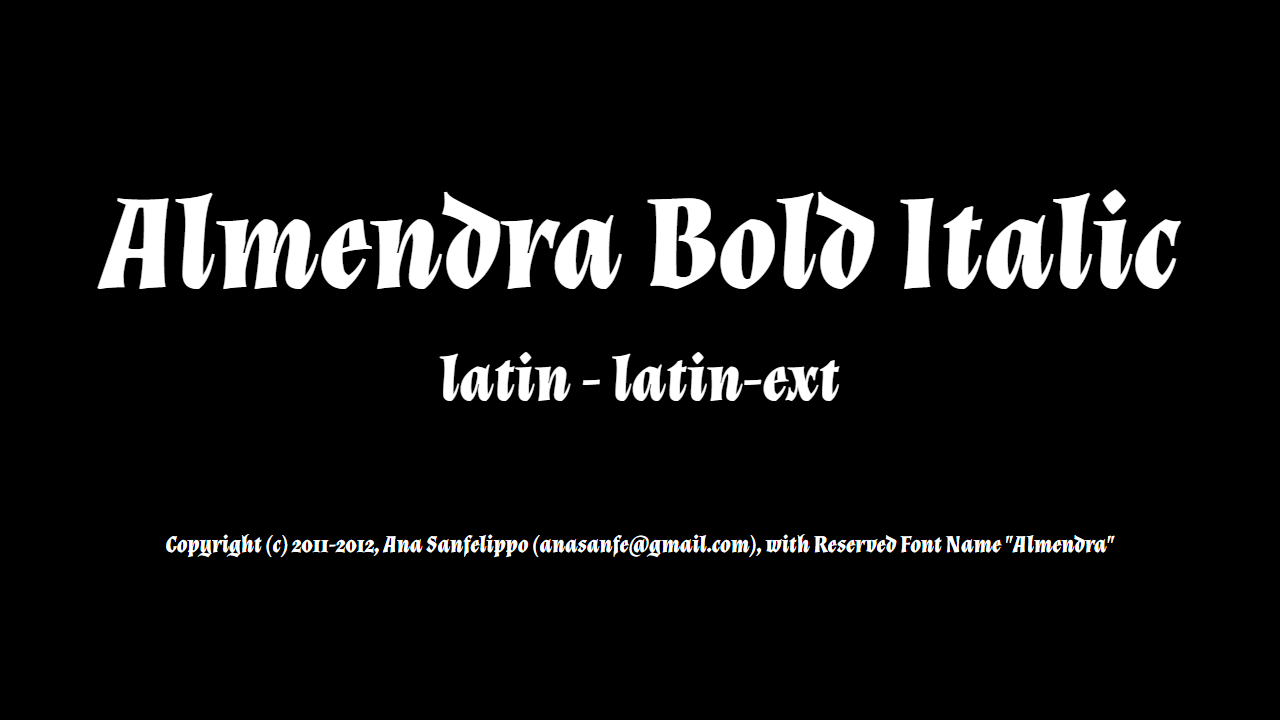 Almendra Bold Italic
latin - latin-ext
Copyright (c) 2011-2012, Ana Sanfelippo (anasanfe@gmail.com), with Reserved Font Name "Almendra"